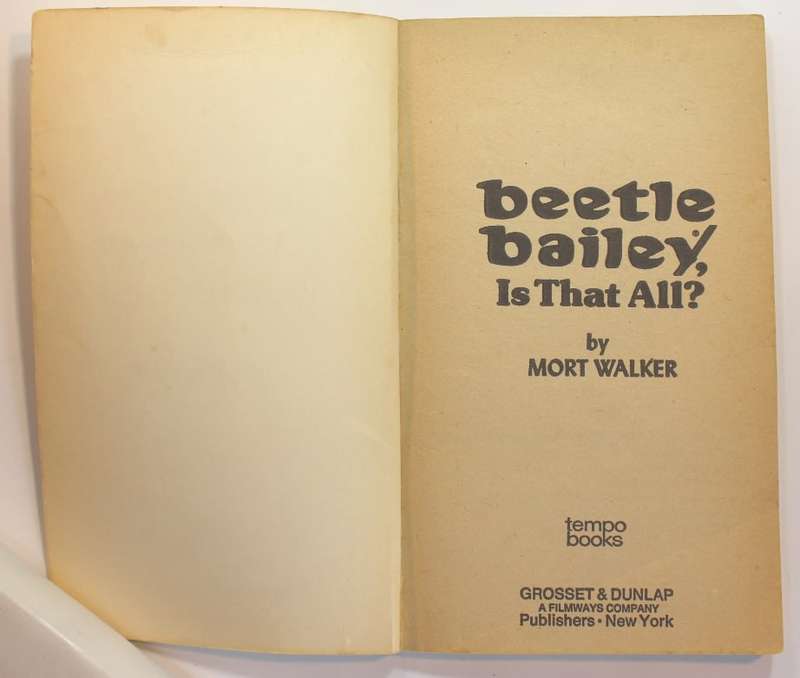 beetle
bailey®,
Is That All?
by
MORT WALKER
tempo
books
GROSSET & DUNLAP
A FILMWAYS COMPANY
Publishers • New York